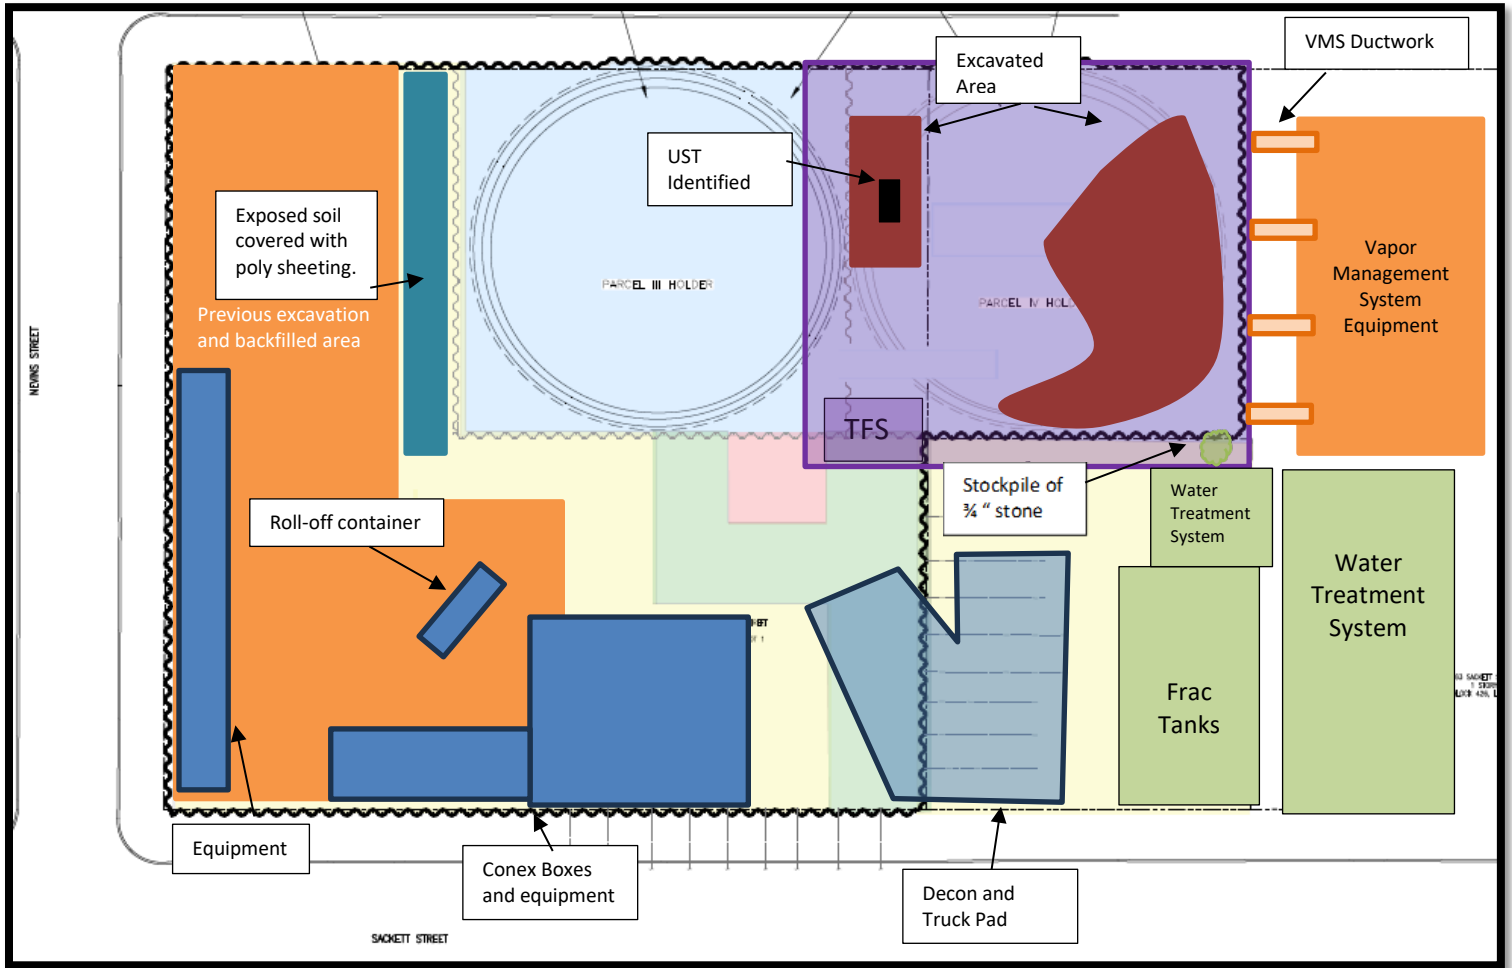 VMS Ductwork
Excavated
Area
UST
Identified
Exposed soil
covered with
poly sheeting.
Previous excavation
and backfilled area
PARCEL III HOLDER
PARCEL IV HOL
Vapor
Management
System
Equipment
NEVINS STREET
TFS
Stockpile of
¾ “ stone
Water
Treatment
System
Roll-off container
Water
Treatment
System
Frac
Tanks
Equipment
Conex Boxes
and equipment
Decon and
Truck Pad
SACKETT STREET